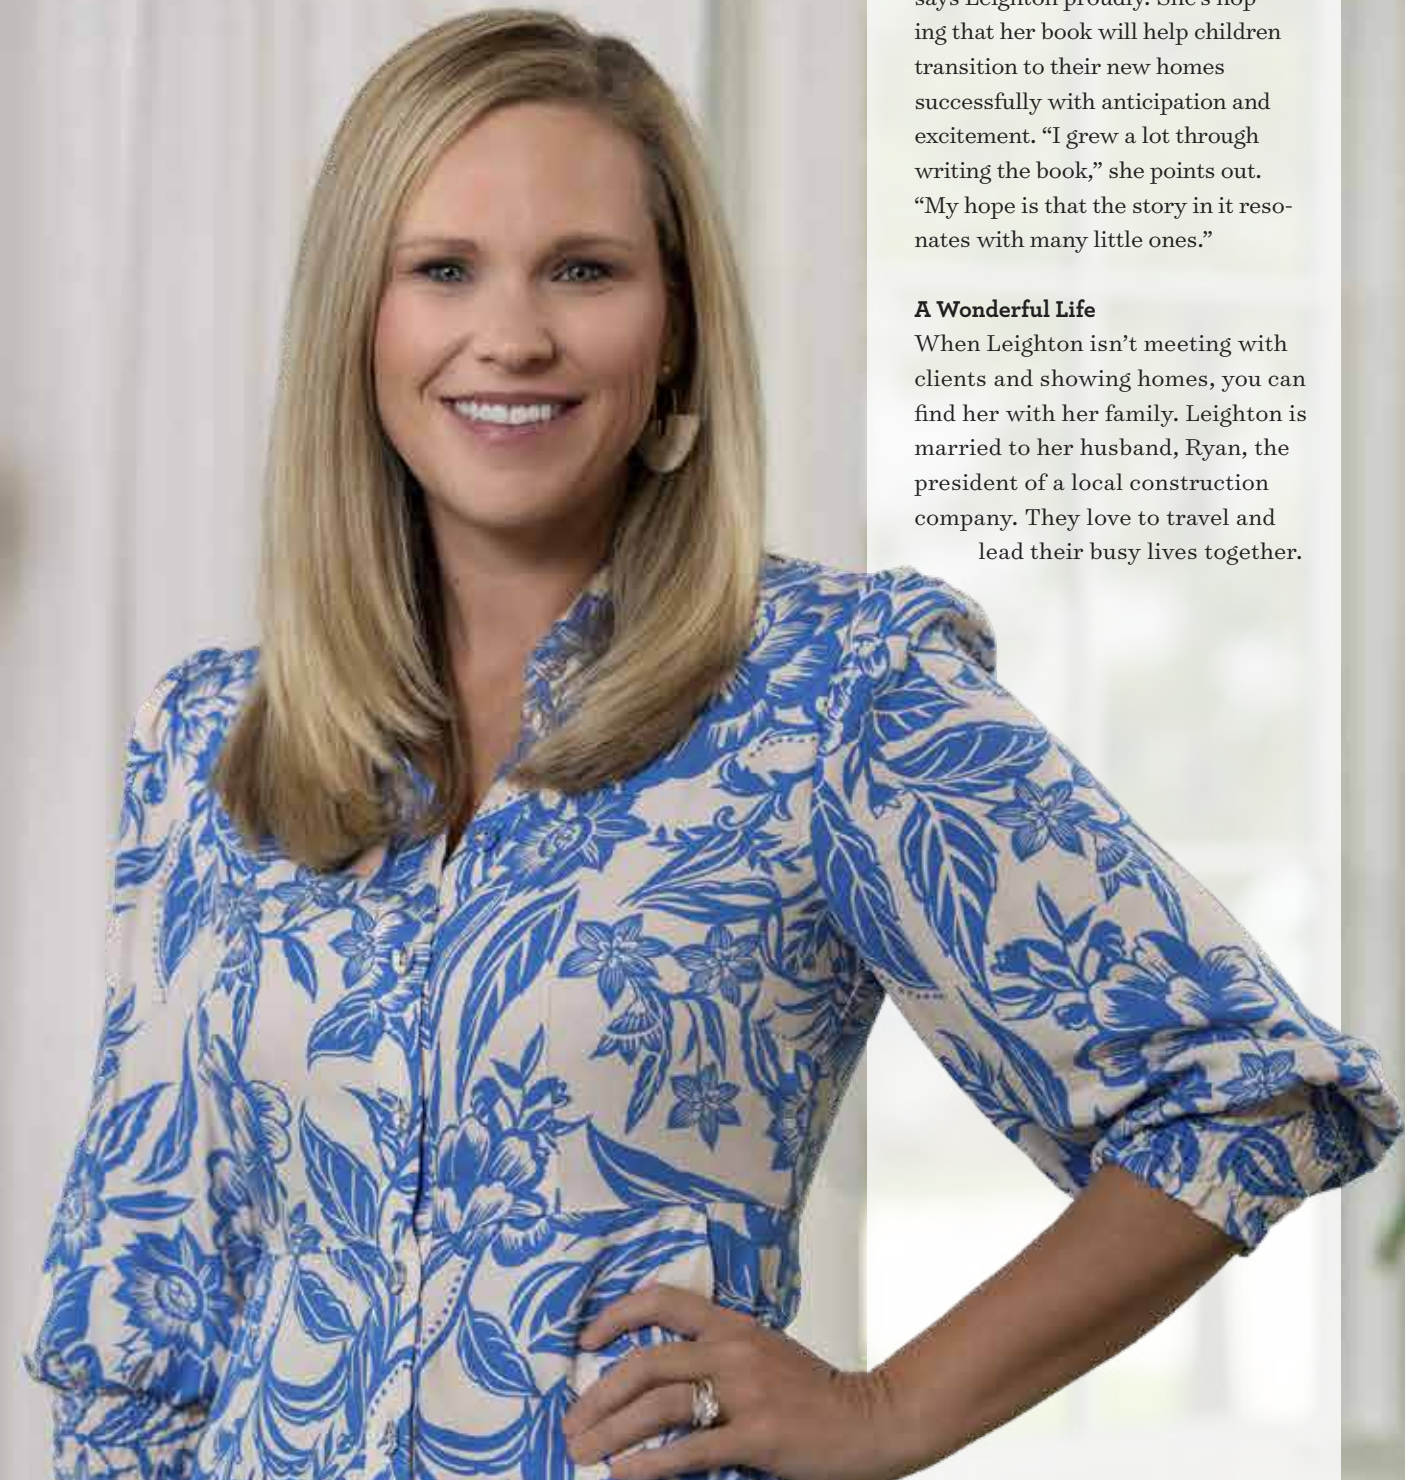 says Leighton proudly. She's hop-
ing that her book will help children
transition to their new homes
successfully with anticipation and
excitement. “I grew a lot through
writing the book,” she points out.
“My hope is that the story in it reso-
nates with many little ones.”
A Wonderful Life
When Leighton isn’t meeting with
clients and showing homes, you can
find her with her family. Leighton is
married to her husband, Ryan, the
president of a local construction
company. They love to travel and
lead their busy lives together.